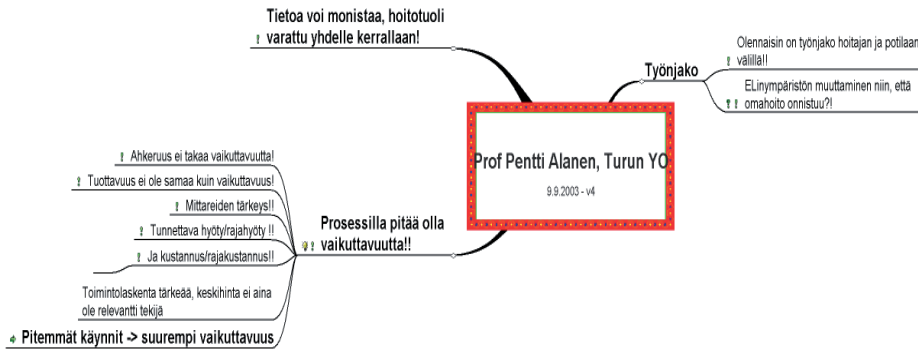 Tietoa voi monistaa, hoitotuoli
varattu yhdelle kerrallaan!
Työnjako
Olennaisin on työnjako hoitajan ja potilaan
välillä!!
ELinympäristön muuttaminen niin, että
omahoito onnistuu?!
Prof Pentti Alanen, Turun YO
9.9.2003 - v4
Prosessilla pitää olla
vaikuttavuutta!!
Ahkeruus ei takaa vaikuttavuutta!
Tuottavuus ei ole samaa kuin vaikuttavuus!
Mittareiden tärkeys!!
Tunnettava hyöty/rajahyöty !!
Ja kustannus/rajakustannus!!
Toimintolaskenta tärkeää, keskihinta ei aina
ole relevantti tekijä
Pitemmät käynnit -> suurempi vaikuttavuus